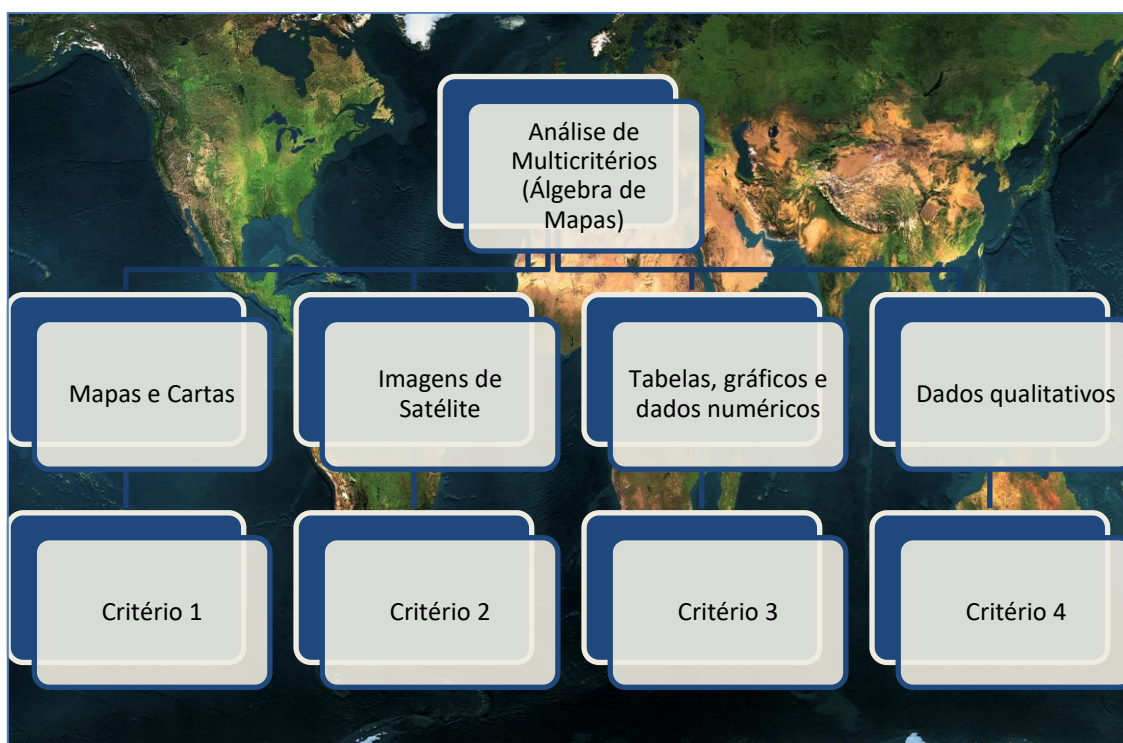 Análise de
Multicritérios
(Álgebra de
Mapas)
Mapas e Cartas
Imagens de
Satélite
Tabelas, gráficos e
dados numéricos
Dados qualitativos
Critério 1
Critério 2
Critério 3
Critério 4